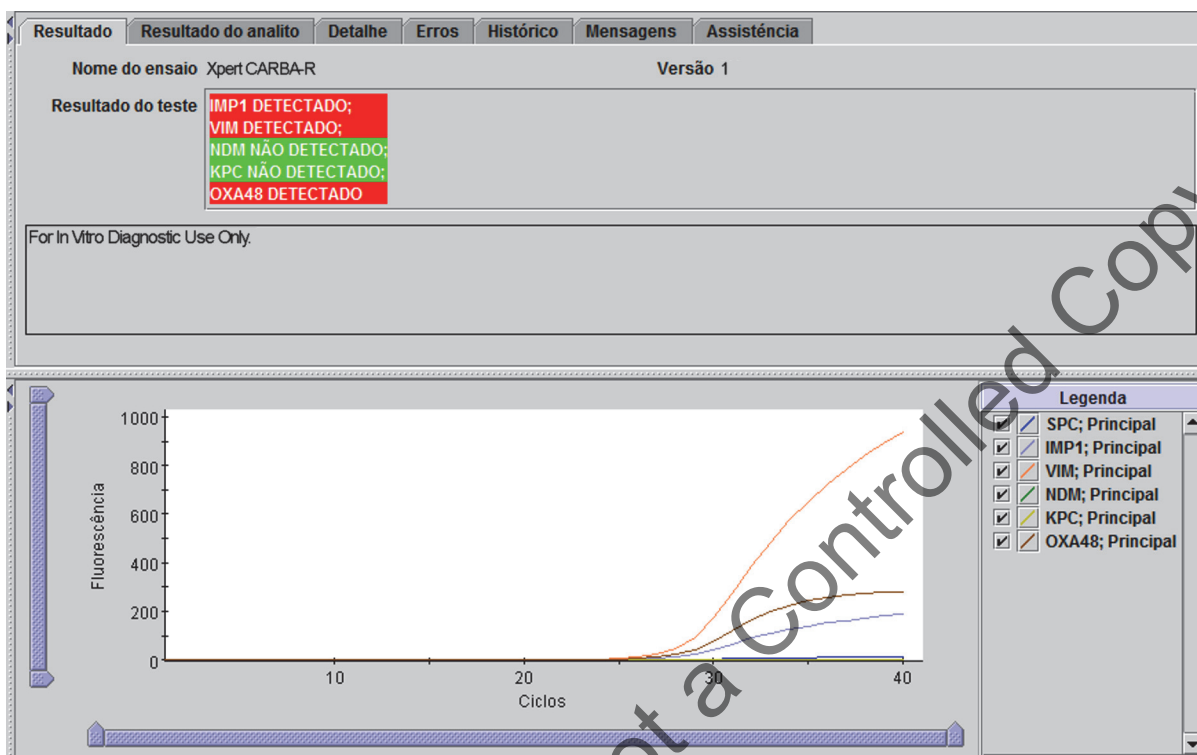 Resultado Resultado do analito Detalhe Erros Histórico Mensagens Assisténcia
Nome do ensaio Xpert CARBA-R Versão 1
Resultado do teste IMP1 DETECTADO;
VIM DETECTADO;
NDM NÃO DETECTADO;
KPC NÃO DETECTADO;
OXA48 DETECTADO
For In Vitro Diagnostic Use Only.
Legenda
SPC; Principal
IMP1; Principal
VIM; Principal
NDM; Principal
KPC; Principal
OXA48; Principal
Fluorescência
1000
800
600
400
200
0
10 20 30 40
Ciclos
not a Controlled Copy